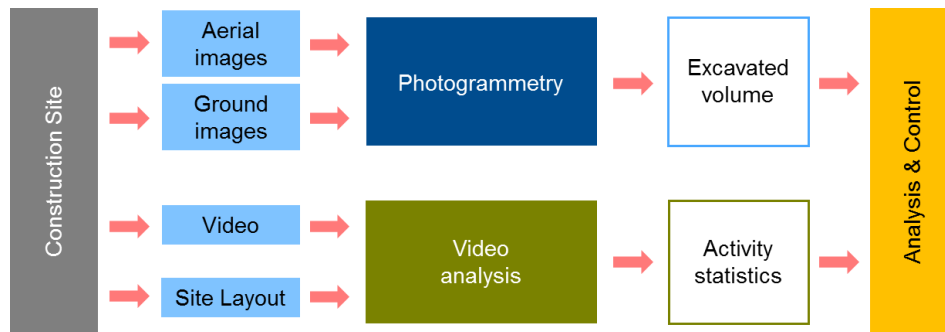 Construction Site
Aerial
images
Ground
images
Photogrammetry
Excavated
volume
Video
Site Layout
Video
analysis
Activity
statistics
Analysis & Control